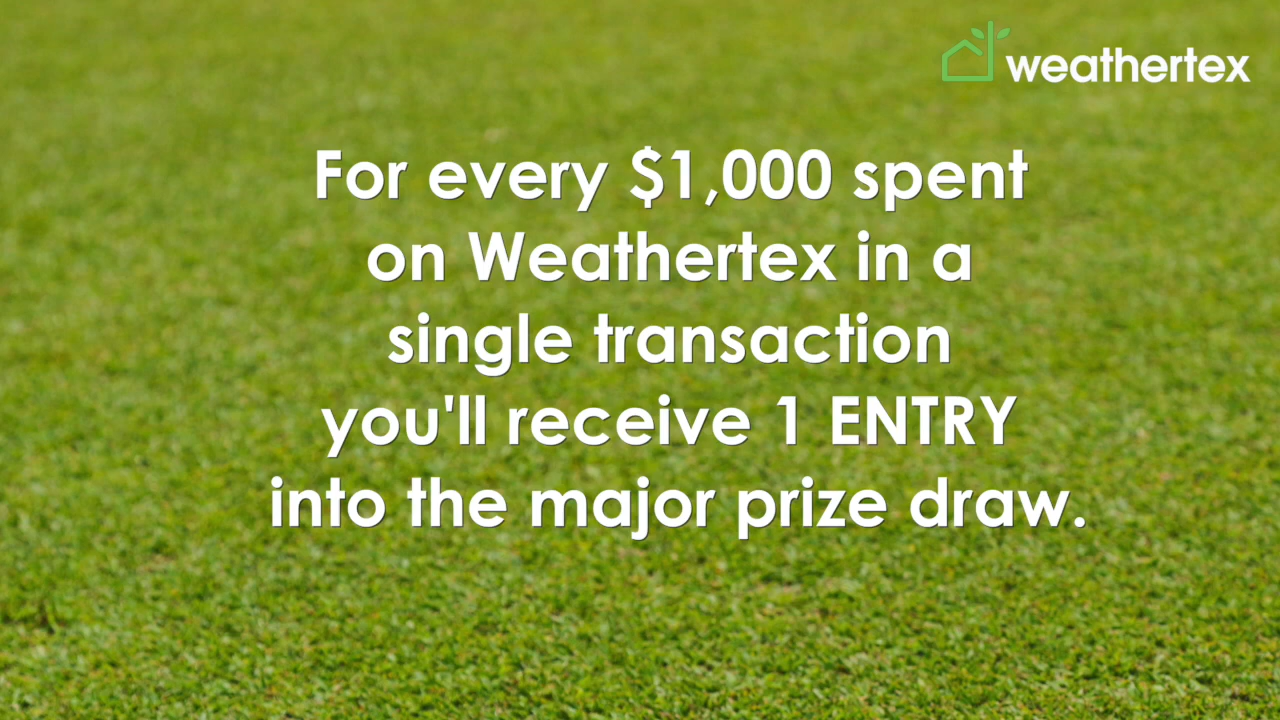 weathertex
For every $1,000 spent
on Weathertex in a
single transaction
you'll receive 1 ENTRY
into the major prize draw.